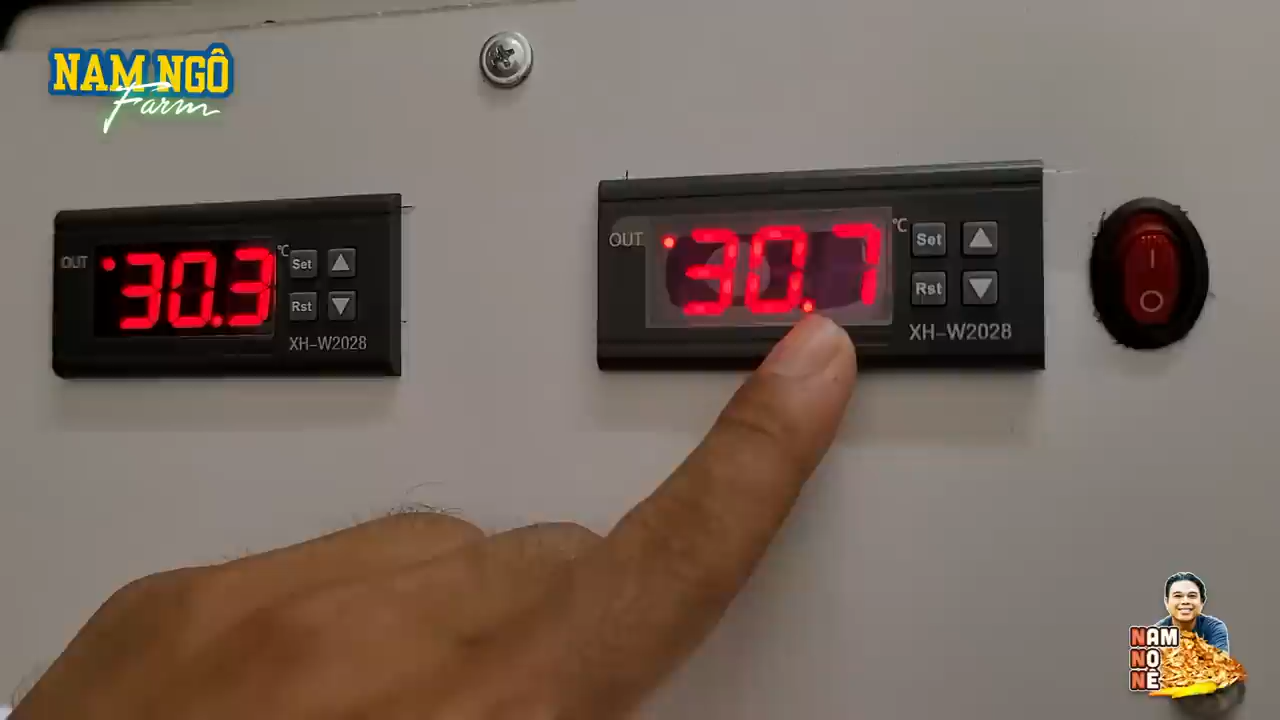 NAM NGÔ
Farm
OUT
30.3
°C
Set
Rst
XH-W2028
OUT
30.7
°C
Set
Rst
XH-W2028
NAM
NO
NÊ